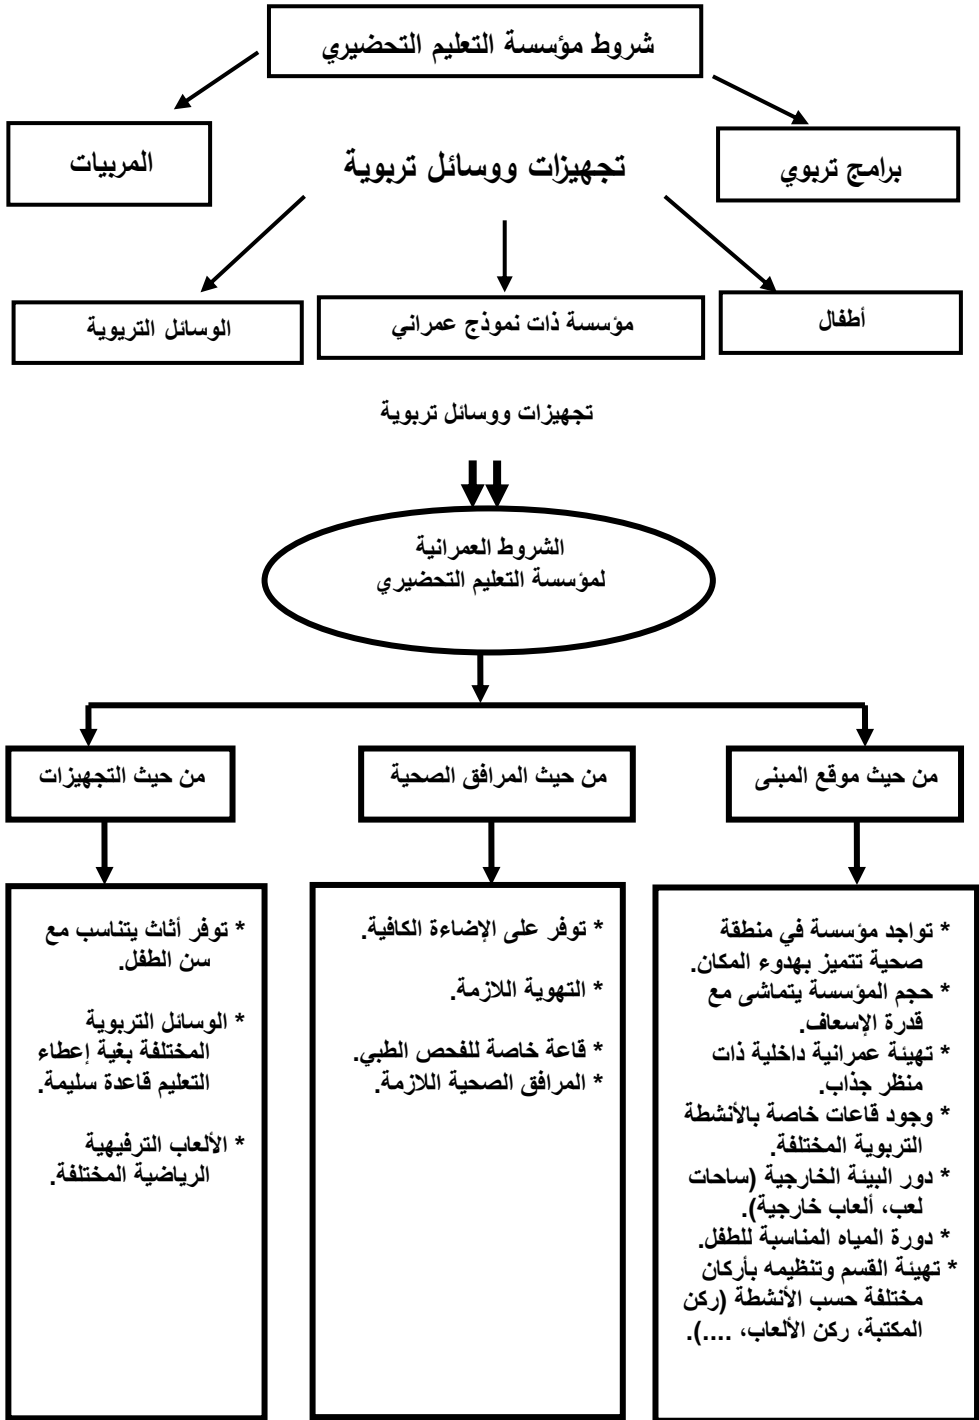 شروط مؤسسة التعليم التحضيري
برامج تربوي
تجهيزات ووسائل تربوية
المربيات
أطفال
مؤسسة ذات نموذج عمراني
الوسائل التريوية
تجهيزات ووسائل تربوية
الشروط العمرانية
لمؤسسة التعليم التحضيري
من حيث موقع المبنى
من حيث المرافق الصحية
من حيث التجهيزات
* تواجد مؤسسة في منطقة
صحية تتميز بهدوء المكان.
* حجم المؤسسة يتماشى مع
قدرة الإسعاف.
* تهيئة عمرانية داخلية ذات
منظر جذاب.
* وجود قاعات خاصة بالأنشطة
التربوية المختلفة.
* دور البيئة الخارجية (ساحات
لعب، ألعاب خارجية).
* دورة المياه المناسبة للطفل.
* تهيئة القسم وتنظيمه بأركان
مختلفة حسب الأنشطة (ركن
المكتبة، ركن الألعاب، ....).
* توفر على الإضاءة الكافية.
* التهوية اللازمة.
* قاعة خاصة للفحص الطبي.
* المرافق الصحية اللازمة.
* توفر أثاث يتناسب مع
سن الطفل.
* الوسائل التربوية
المختلفة بغية إعطاء
التعليم قاعدة سليمة.
* الألعاب الترفيهية
الرياضية المختلفة.